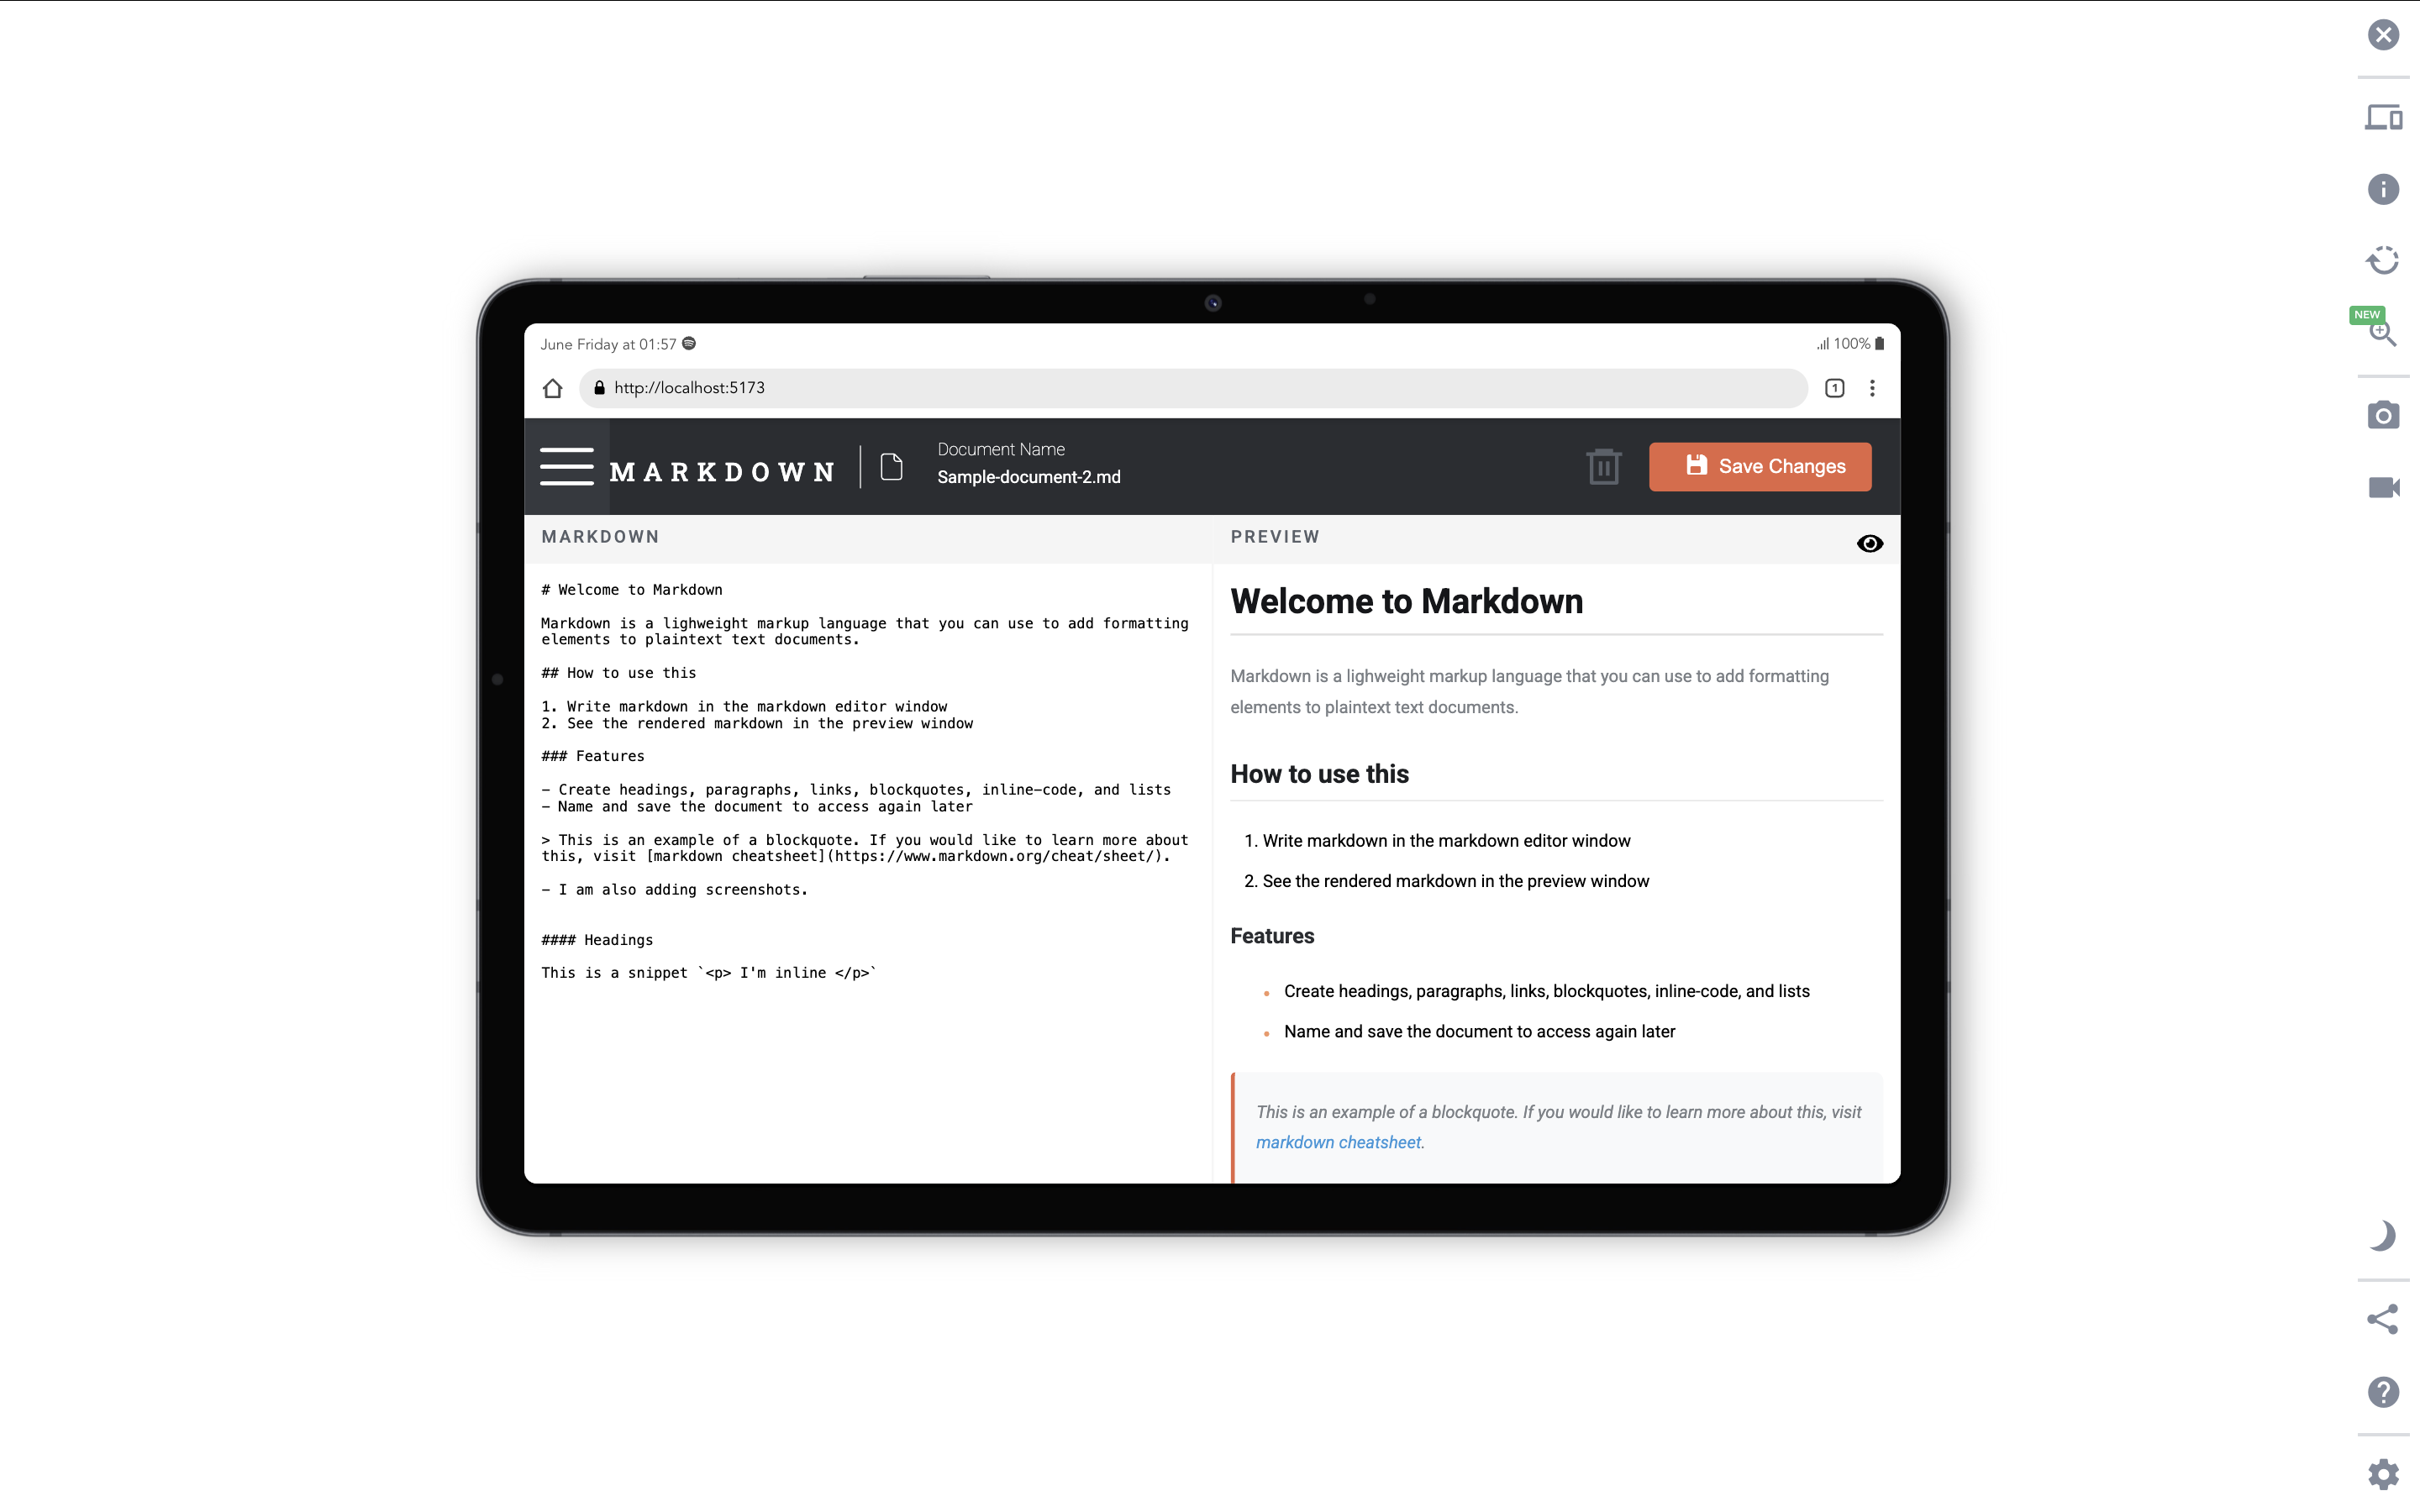 NEW
June Friday at 01:57
100%
http://localhost:5173
1
MARKDOWN
Document Name
Sample-document-2.md
Save Changes
MARKDOWN
# Welcome to Markdown
Markdown is a lighweight markup language that you can use to add formatting
elements to plaintext text documents.
## How to use this
1. Write markdown in the markdown editor window
2. See the rendered markdown in the preview window
### Features
- Create headings, paragraphs, links, blockquotes, inline-code, and lists
- Name and save the document to access again later
> This is an example of a blockquote. If you would like to learn more about
this, visit [markdown cheatsheet](https://www.markdown.org/cheat/sheet/).
- I am also adding screenshots.
#### Headings
This is a snippet `<p> I'm inline </p>`
PREVIEW
Welcome to Markdown
Markdown is a lighweight markup language that you can use to add formatting
elements to plaintext text documents.
How to use this
1. Write markdown in the markdown editor window
2. See the rendered markdown in the preview window
Features
• Create headings, paragraphs, links, blockquotes, inline-code, and lists
• Name and save the document to access again later
This is an example of a blockquote. If you would like to learn more about this, visit
markdown cheatsheet.